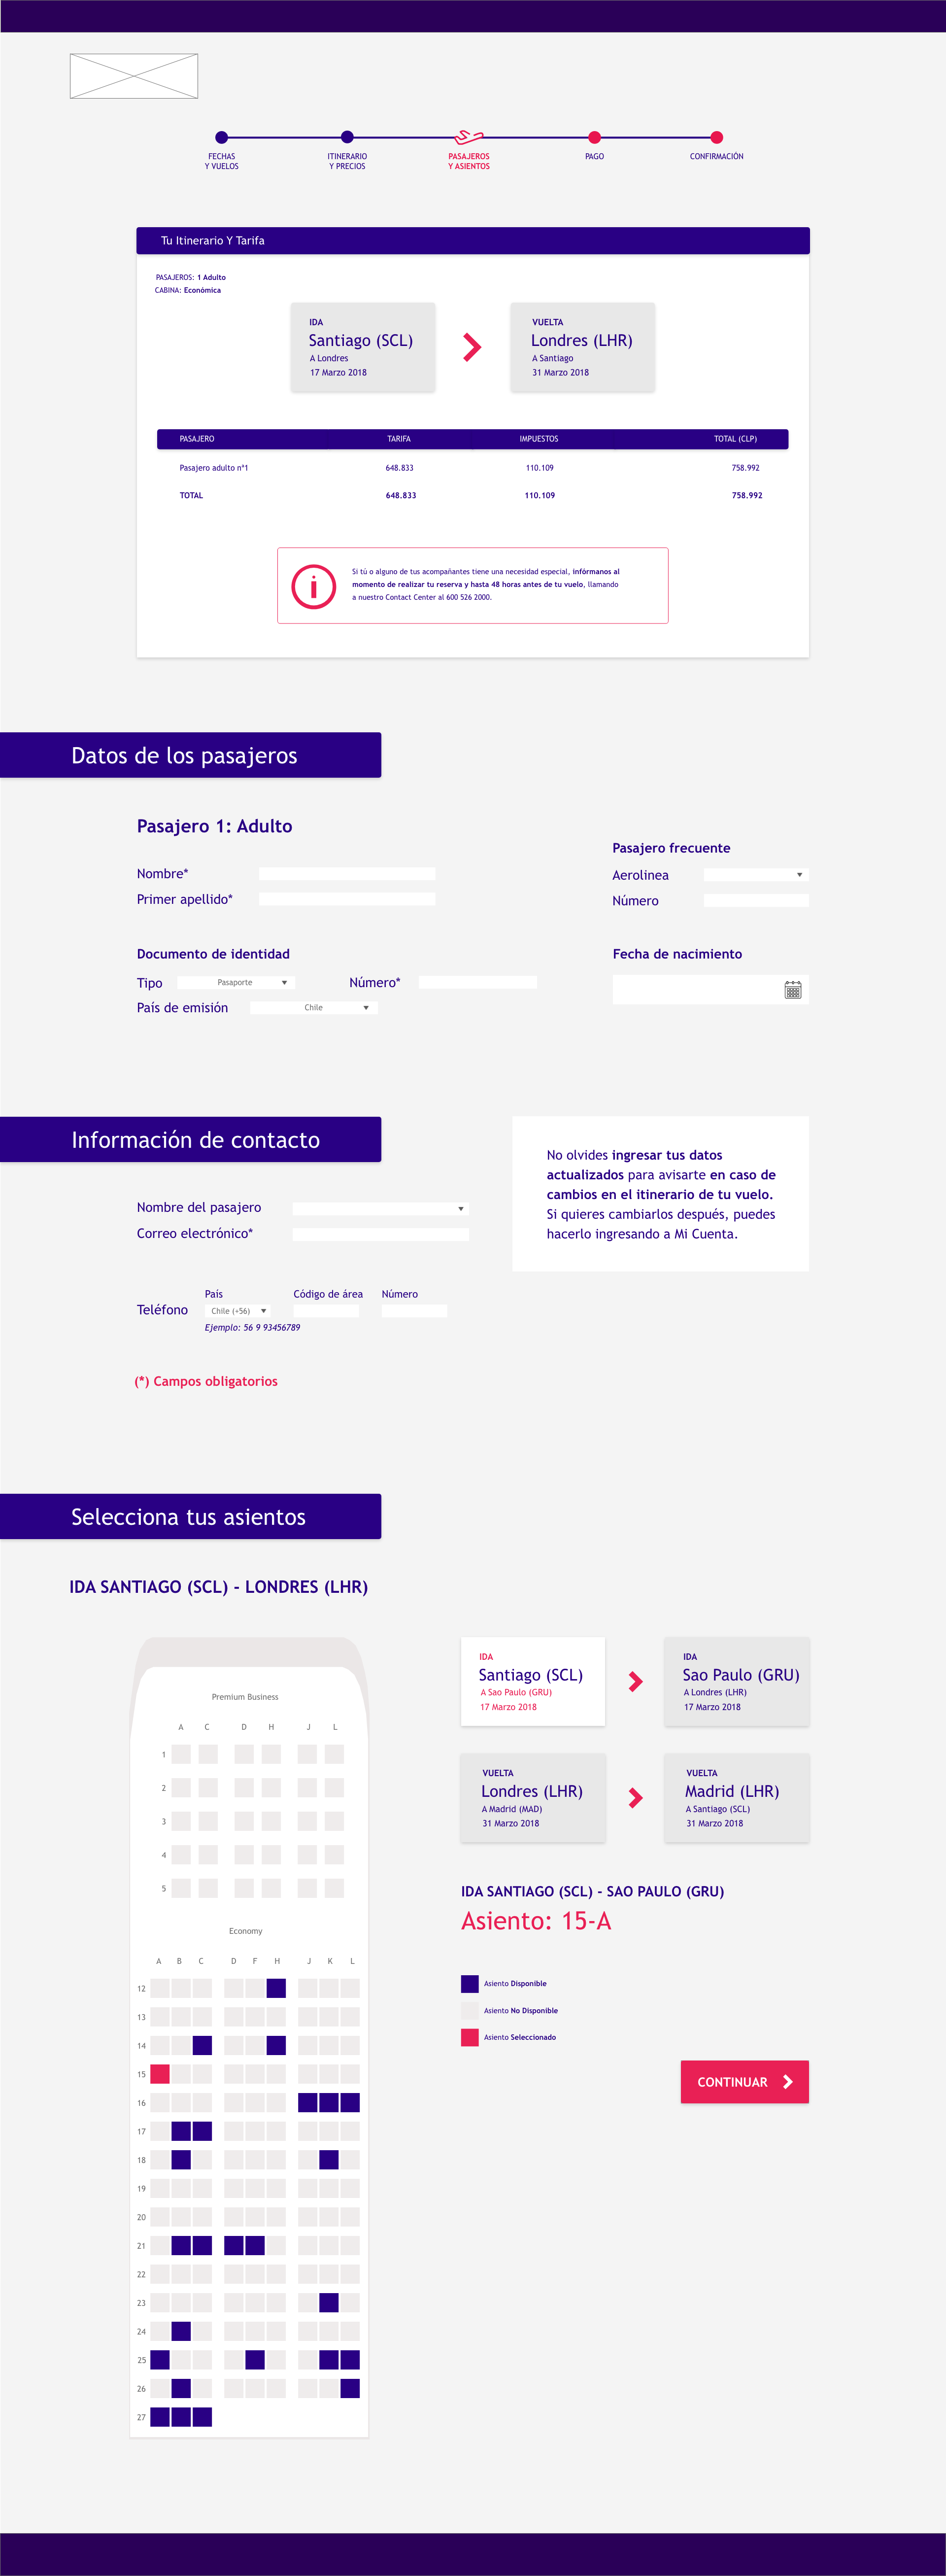 FECHAS
Y VUELOS
ITINERARIO
Y PRECIOS
PASAJEROS
Y ASIENTOS
PAGO
CONFIRMACIÓN
Tu Itinerario Y Tarifa
PASAJEROS: 1 Adulto
CABINA: Económica
IDA
Santiago (SCL)
A Londres
17 Marzo 2018
VUELTA
Londres (LHR)
A Santiago
31 Marzo 2018
PASAJERO TARIFA IMPUESTOS TOTAL (CLP)
Pasajero adulto nº1 648.833 110.109 758.992
TOTAL 648.833 110.109 758.992
i
Si tú o alguno de tus acompañantes tiene una necesidad especial, infórmanos al
momento de realizar tu reserva y hasta 48 horas antes de tu vuelo, llamando
a nuestro Contact Center al 600 526 2000.
Datos de los pasajeros
Pasajero 1: Adulto
Nombre*
Primer apellido*
Pasajero frecuente
Aerolinea
Número
Documento de identidad
Tipo Pasaporte Número*
País de emisión Chile
Fecha de nacimiento
Información de contacto
Nombre del pasajero
Correo electrónico*
País Código de área Número
Teléfono Chile (+56)
Ejemplo: 56 9 93456789
No olvides ingresar tus datos
actualizados para avisarte en caso de
cambios en el itinerario de tu vuelo.
Si quieres cambiarlos después, puedes
hacerlo ingresando a Mi Cuenta.
(*) Campos obligatorios
Selecciona tus asientos
IDA SANTIAGO (SCL) - LONDRES (LHR)
Premium Business
A C D H J L
1
2
3
4
5
Economy
A B C D F H J K L
12
13
14
15
16
17
18
19
20
21
22
23
24
25
26
27
IDA
Santiago (SCL)
A Sao Paulo (GRU)
17 Marzo 2018
IDA
Sao Paulo (GRU)
A Londres (LHR)
17 Marzo 2018
VUELTA
Londres (LHR)
A Madrid (MAD)
31 Marzo 2018
VUELTA
Madrid (LHR)
A Santiago (SCL)
31 Marzo 2018
IDA SANTIAGO (SCL) - SAO PAULO (GRU)
Asiento: 15-A
Asiento Disponible
Asiento No Disponible
Asiento Seleccionado
CONTINUAR